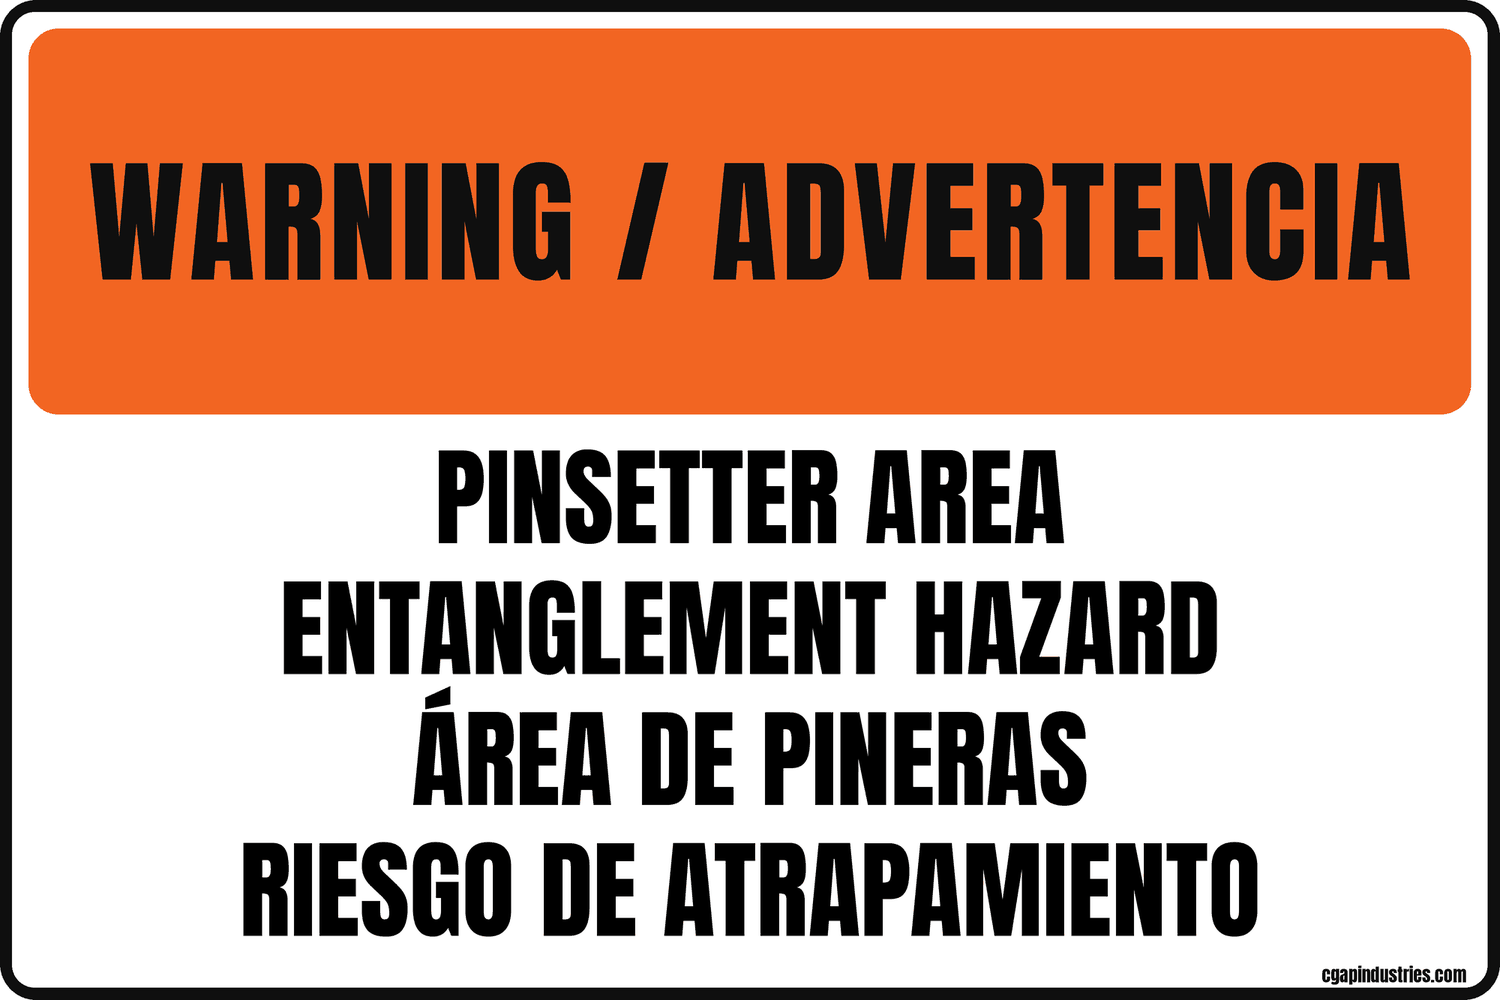 WARNING / ADVERTENCIA
PINSETTER AREA
ENTANGLEMENT HAZARD
ÁREA DE PINERAS
RIESGO DE ATRAPAMIENTO
cgapindustries.com